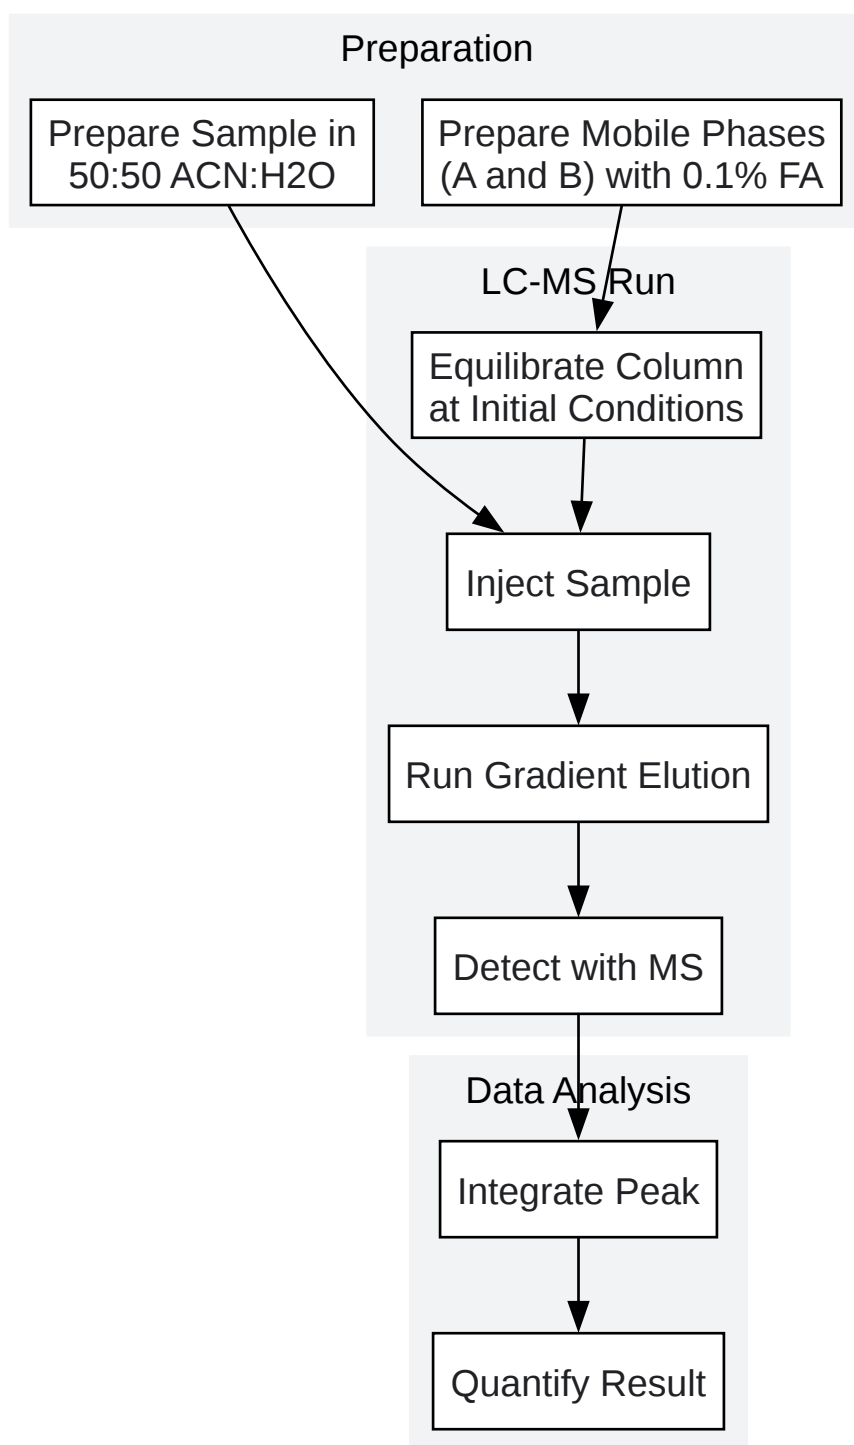 Preparation
Prepare Sample in
50:50 ACN:H2O
Prepare Mobile Phases
(A and B) with 0.1% FA
LC-MS Run
Equilibrate Column
at Initial Conditions
Inject Sample
Run Gradient Elution
Detect with MS
Data Analysis
Integrate Peak
Quantify Result